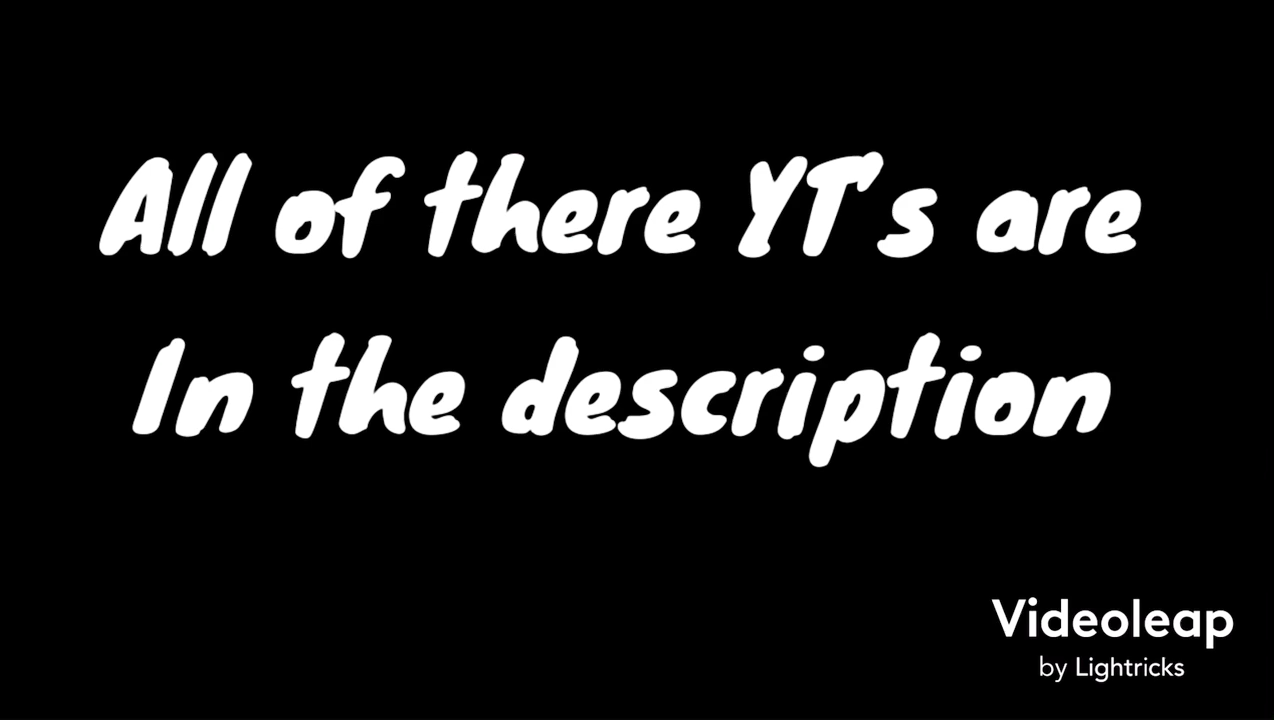 All of there YT's are
In the description
Videoleap
by Lightricks